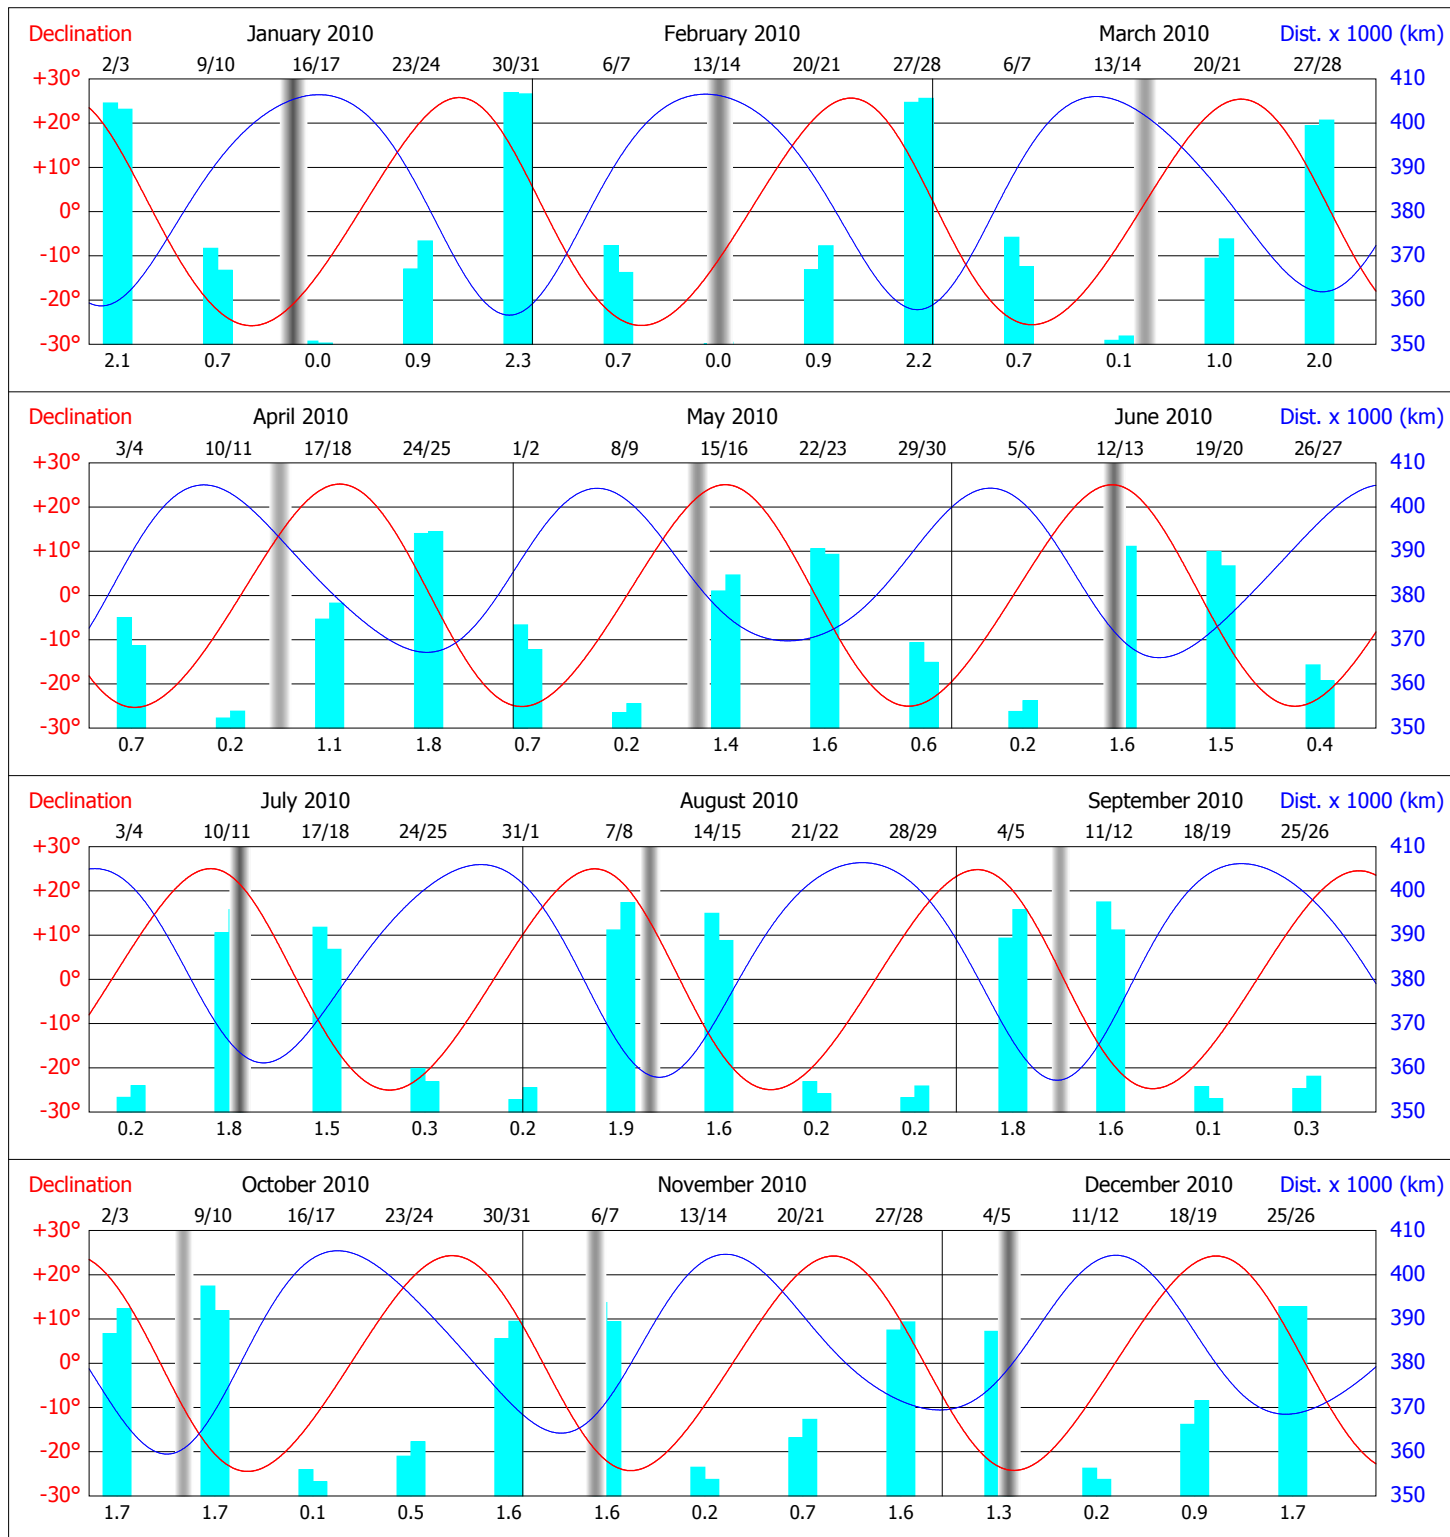 Declination January 2010 February 2010 March 2010 Dist. x 1000 (km)
2/3 9/10 16/17 23/24 30/31 6/7 13/14 20/21 27/28 6/7 13/14 20/21 27/28
+30° 410
+20° 400
+10° 390
0° 380
-10° 370
-20° 360
-30° 350
2.1 0.7 0.0 0.9 2.3 0.7 0.0 0.9 2.2 0.7 0.1 1.0 2.0
Declination April 2010 May 2010 June 2010 Dist. x 1000 (km)
3/4 10/11 17/18 24/25 1/2 8/9 15/16 22/23 29/30 5/6 12/13 19/20 26/27
+30° 410
+20° 400
+10° 390
0° 380
-10° 370
-20° 360
-30° 350
0.7 0.2 1.1 1.8 0.7 0.2 1.4 1.6 0.6 0.2 1.6 1.5 0.4
Declination July 2010 August 2010 September 2010 Dist. x 1000 (km)
3/4 10/11 17/18 24/25 31/1 7/8 14/15 21/22 28/29 4/5 11/12 18/19 25/26
+30° 410
+20° 400
+10° 390
0° 380
-10° 370
-20° 360
-30° 350
0.2 1.8 1.5 0.3 0.2 1.9 1.6 0.2 0.2 1.8 1.6 0.1 0.3
Declination October 2010 November 2010 December 2010 Dist. x 1000 (km)
2/3 9/10 16/17 23/24 30/31 6/7 13/14 20/21 27/28 4/5 11/12 18/19 25/26
+30° 410
+20° 400
+10° 390
0° 380
-10° 370
-20° 360
-30° 350
1.7 1.7 0.1 0.5 1.6 1.6 0.2 0.7 1.6 1.3 0.2 0.9 1.7